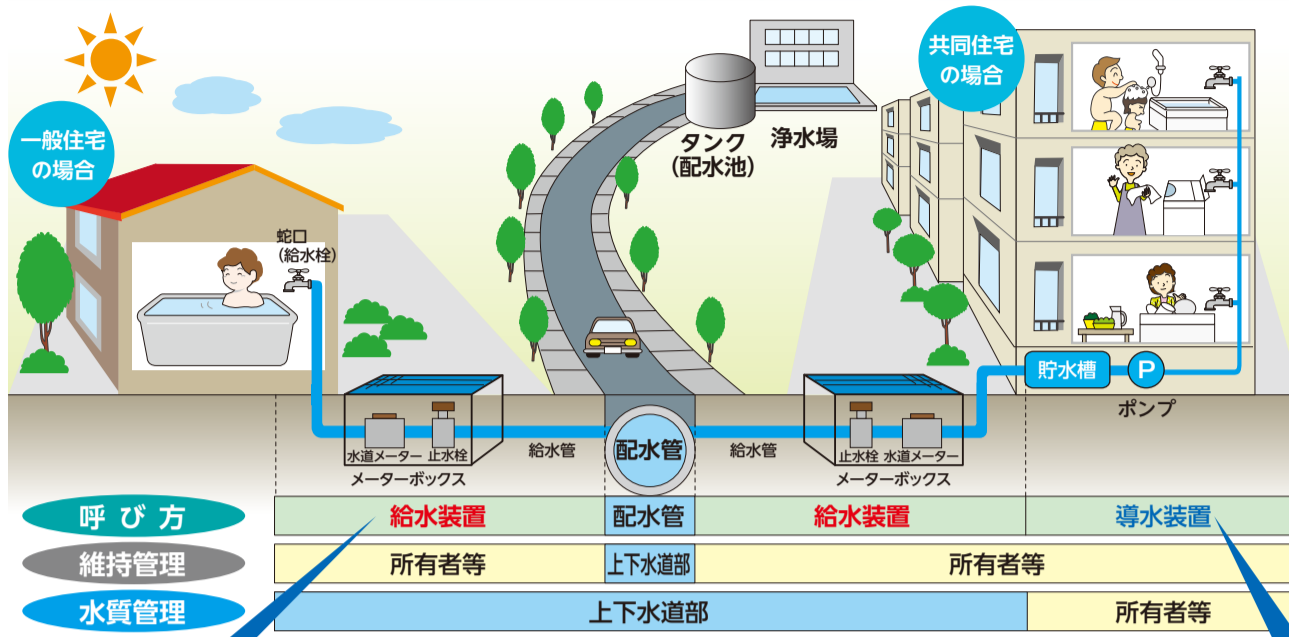 一般住宅
の場合
共同住宅
の場合
タンク
(配水池)
浄水場
蛇口
(給水栓)
貯水槽
P
ポンプ
水道メーター
止水栓
メーターボックス
給水管
配水管
給水管
止水栓
水道メーター
メーターボックス
呼び方
給水装置
配水管
給水装置
導水装置
維持管理
所有者等
上下水道部
所有者等
水質管理
上下水道部
所有者等